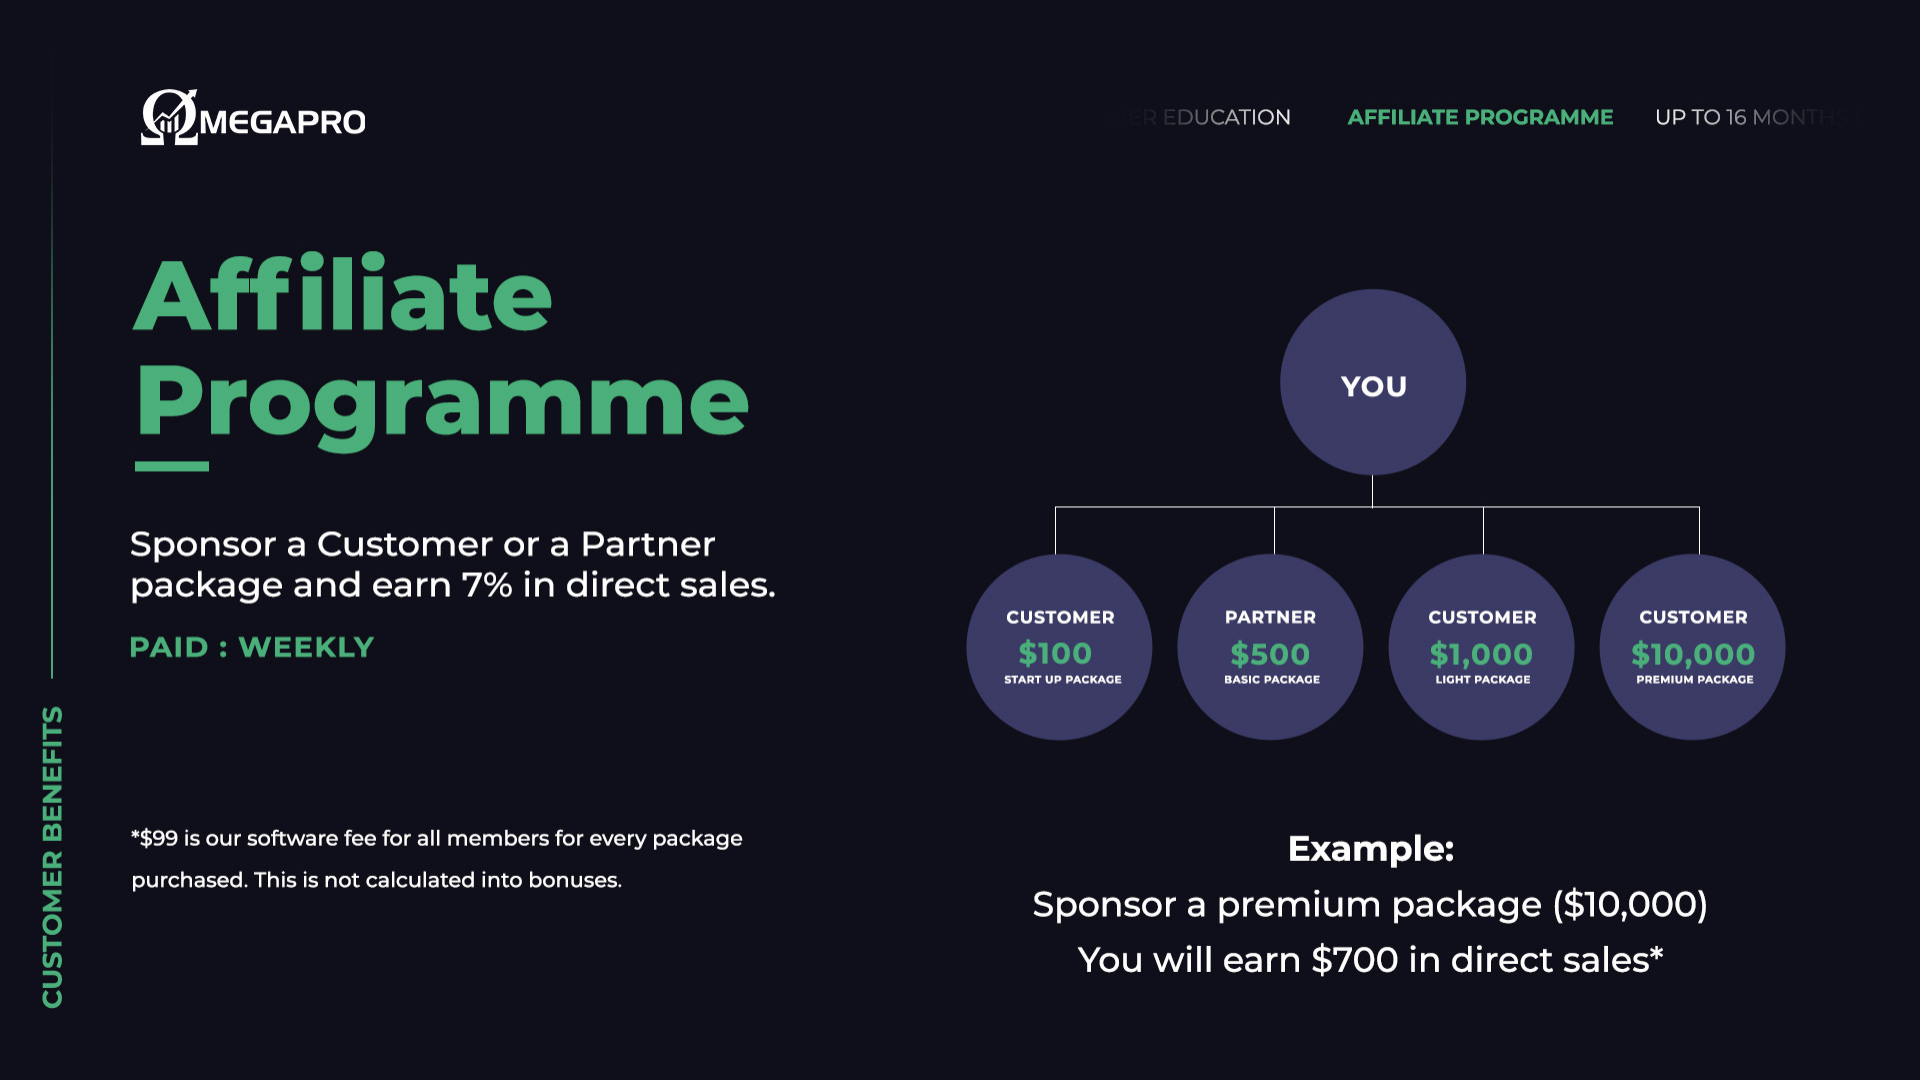 ΩMEGAPRO
ER EDUCATION
AFFILIATE PROGRAMME
UP TO 16 MONTHS
Affiliate
Programme
Sponsor a Customer or a Partner
package and earn 7% in direct sales.
PAID : WEEKLY
*$99 is our software fee for all members for every package
purchased. This is not calculated into bonuses.
CUSTOMER BENEFITS
YOU
CUSTOMER
$100
START UP PACKAGE
PARTNER
$500
BASIC PACKAGE
CUSTOMER
$1,000
LIGHT PACKAGE
CUSTOMER
$10,000
PREMIUM PACKAGE
Example:
Sponsor a premium package ($10,000)
You will earn $700 in direct sales*